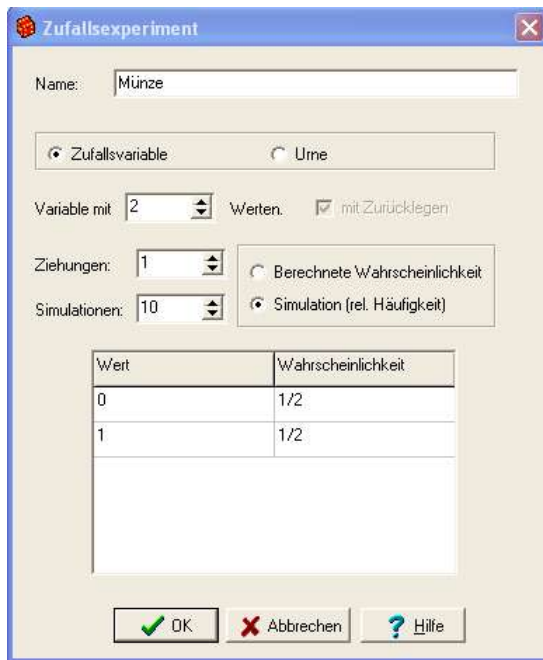 Zufallsexperiment
Name: Münze
Zufallsvariable Urne
Variable mit 2 Werten. mit Zurücklegen
Ziehungen: 1
Berechnete Wahrscheinlichkeit
Simulationen: 10
Simulation (rel. Häufigkeit)
Wert Wahrscheinlichkeit
0 1/2
1 1/2
OK Abbrechen Hilfe